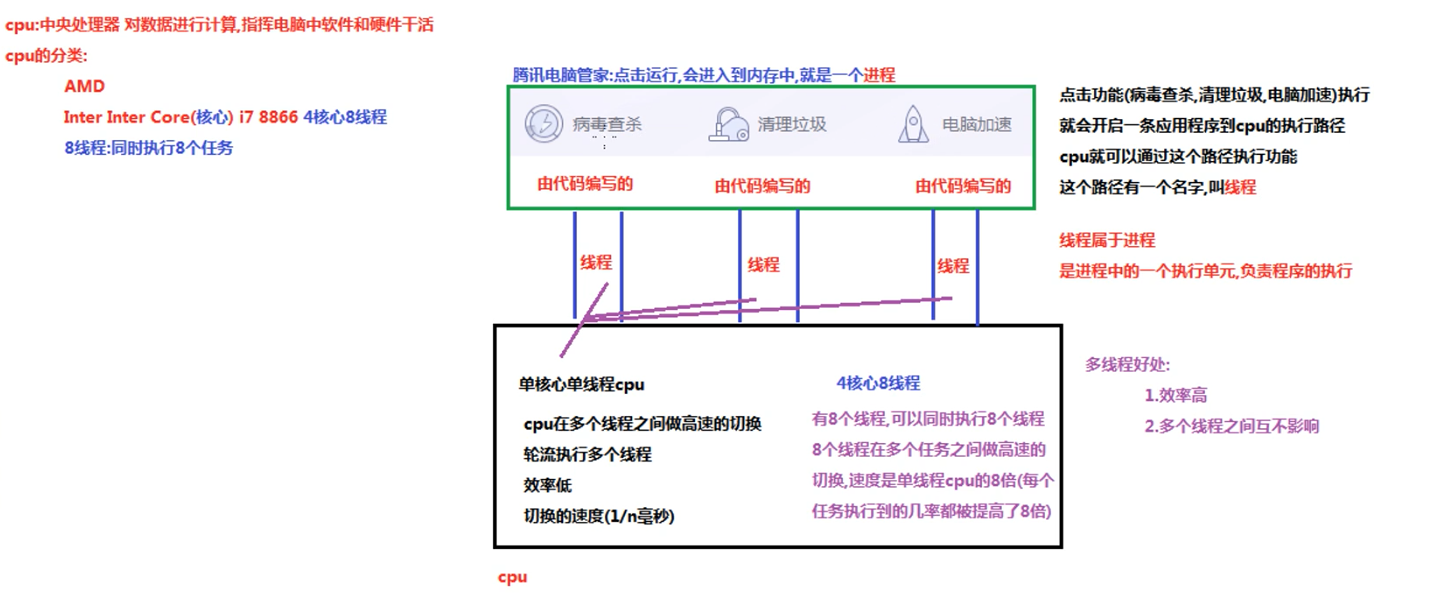 cpu:中央处理器 对数据进行计算,指挥电脑中软件和硬件干活
cpu的分类:
AMD
Inter Inter Core(核心) i7 8866 4核心8线程
8线程:同时执行8个任务
腾讯电脑管家:点击运行,会进入到内存中,就是一个进程
病毒查杀
清理垃圾
电脑加速
由代码编写的
由代码编写的
由代码编写的
点击功能(病毒查杀,清理垃圾,电脑加速)执行
就会开启一条应用程序到cpu的执行路径
cpu就可以通过这个路径执行功能
这个路径有一个名字,叫线程
线程属于进程
是进程中的一个执行单元,负责程序的执行
线程
线程
线程
单核心单线程cpu
cpu在多个线程之间做高速的切换
轮流执行多个线程
效率低
切换的速度(1/n毫秒)
4核心8线程
有8个线程,可以同时执行8个线程
8个线程在多个任务之间做高速的
切换,速度是单线程cpu的8倍(每个
任务执行到的几率都被提高了8倍)
多线程好处:
1.效率高
2.多个线程之间互不影响
cpu